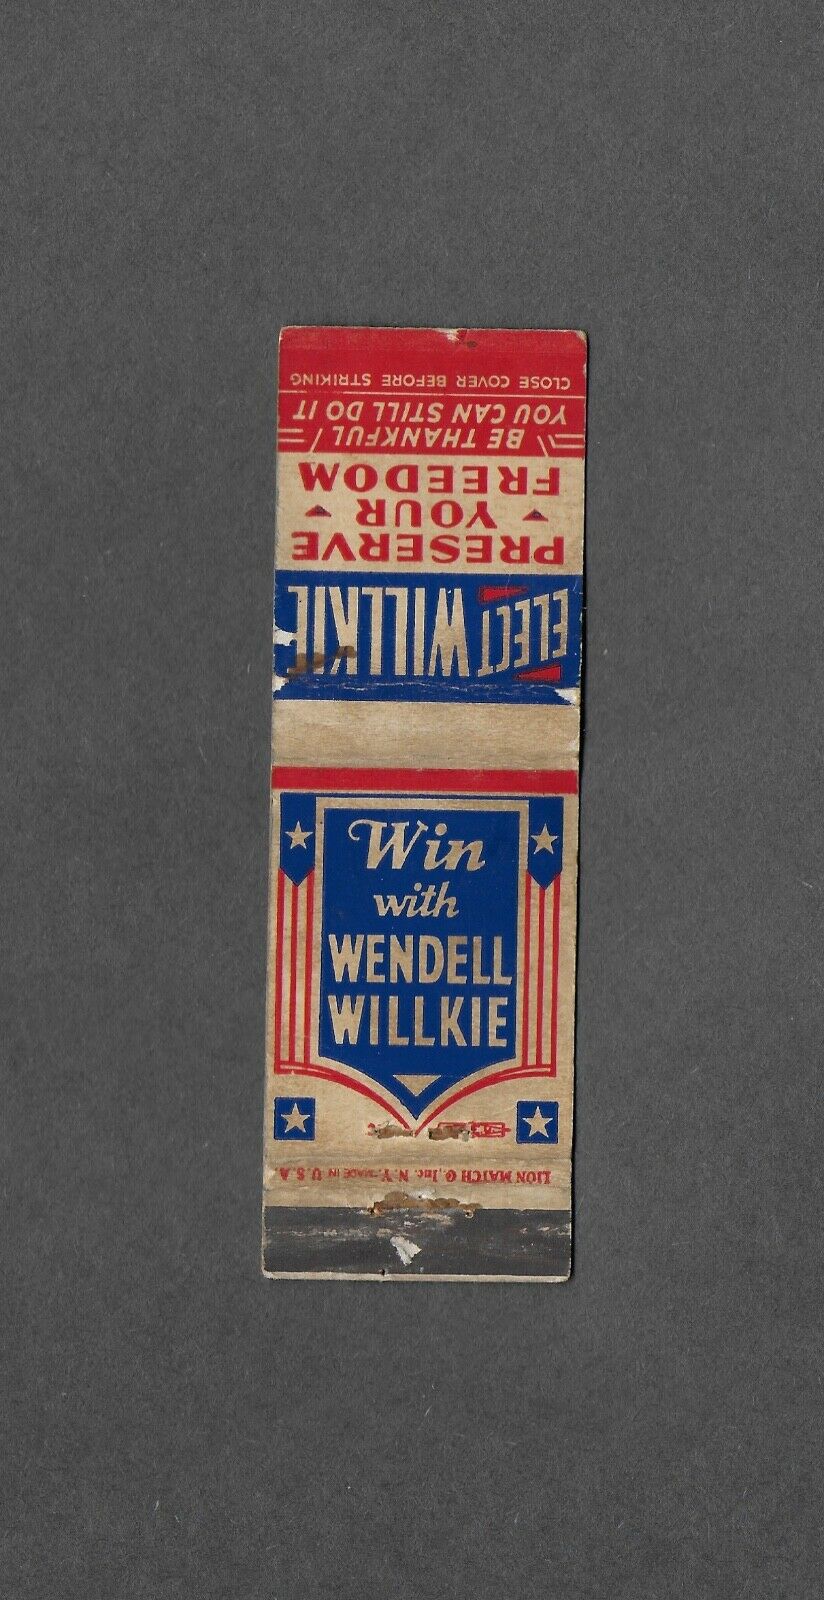 CLOSE COVER BEFORE STRIKING
BE THANKFUL!
YOU CAN STILL DO IT
PRESERVE
YOUR
FREEDOM
ELECT WILLKIE
Win
with
WENDELL
WILLKIE
LION MATCH Co., Inc. N.Y. MADE IN U.S.A.